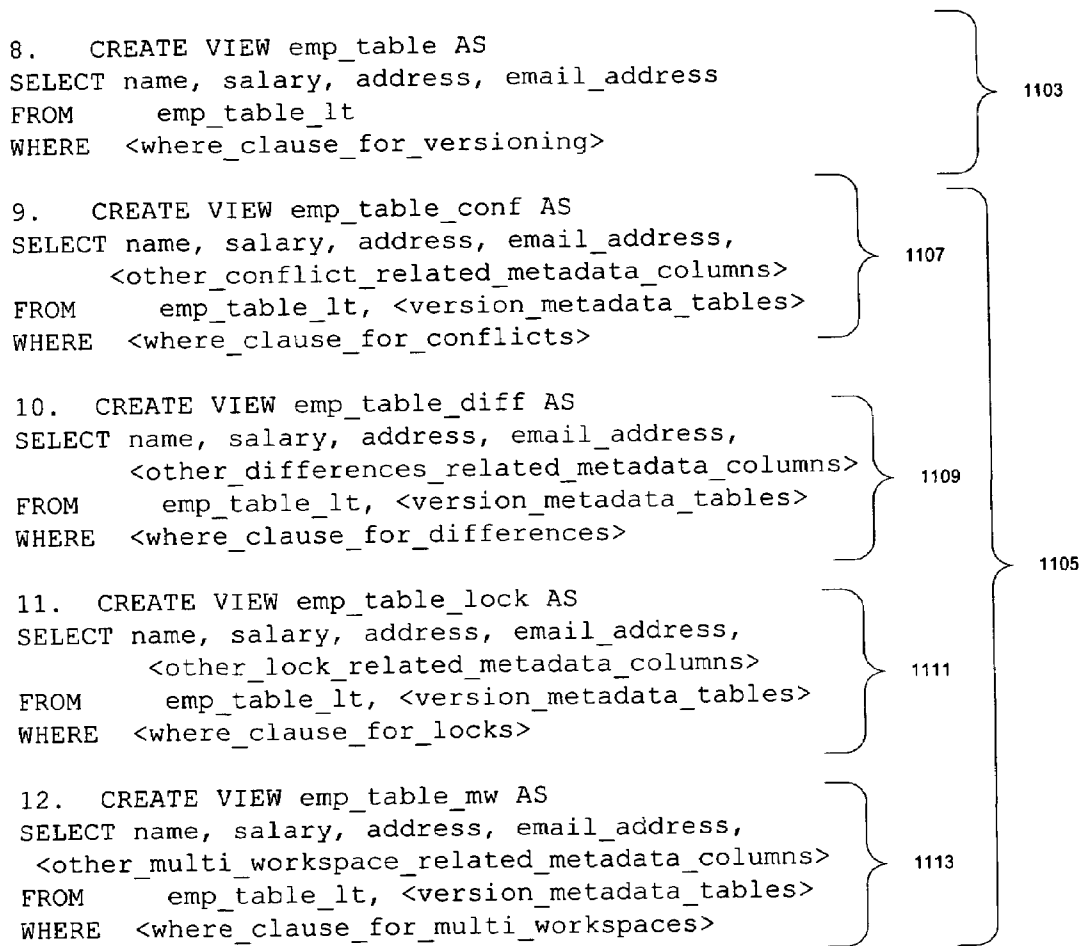 8. CREATE VIEW emp_table AS
SELECT name, salary, address, email_address
FROM emp_table_lt
WHERE <where_clause_for_versioning>
1103
9. CREATE VIEW emp_table_conf AS
SELECT name, salary, address, email_address,
<other_conflict_related_metadata_columns>
FROM emp_table_lt, <version_metadata_tables>
WHERE <where_clause_for_conflicts>
1107
10. CREATE VIEW emp_table_diff AS
SELECT name, salary, address, email_address,
<other_differences_related_metadata_columns>
FROM emp_table_lt, <version_metadata_tables>
WHERE <where_clause_for_differences>
1109
1105
11. CREATE VIEW emp_table_lock AS
SELECT name, salary, address, email_address,
<other_lock_related_metadata_columns>
FROM emp_table_lt, <version_metadata_tables>
WHERE <where_clause_for_locks>
1111
12. CREATE VIEW emp_table_mw AS
SELECT name, salary, address, email_address,
<other_multi_workspace_related_metadata_columns>
FROM emp_table_lt, <version_metadata_tables>
WHERE <where_clause_for_multi_workspaces>
1113